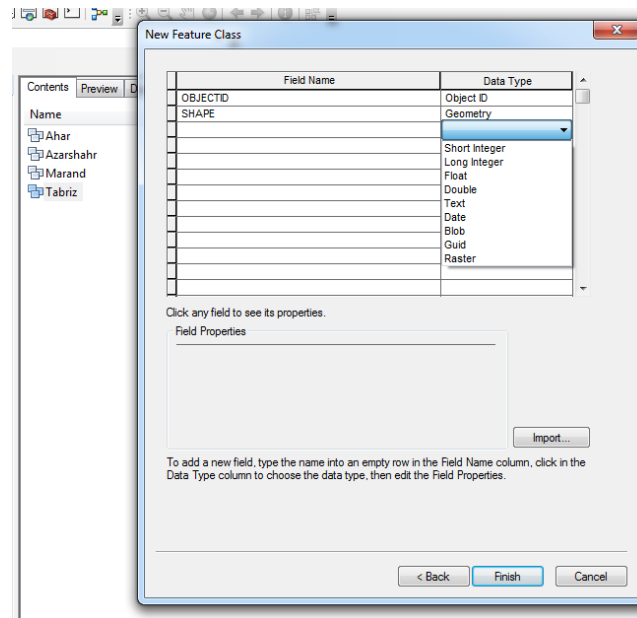 New Feature Class
Contents Preview D
Name
Ahar
Azarshahr
Marand
Tabriz
Field Name Data Type
OBJECTID Object ID
SHAPE Geometry
Short Integer
Long Integer
Float
Double
Text
Date
Blob
Guid
Raster
Click any field to see its properties.
Field Properties
Import...
To add a new field, type the name into an empty row in the Field Name column, click in the
Data Type column to choose the data type, then edit the Field Properties.
< Back Finish Cancel